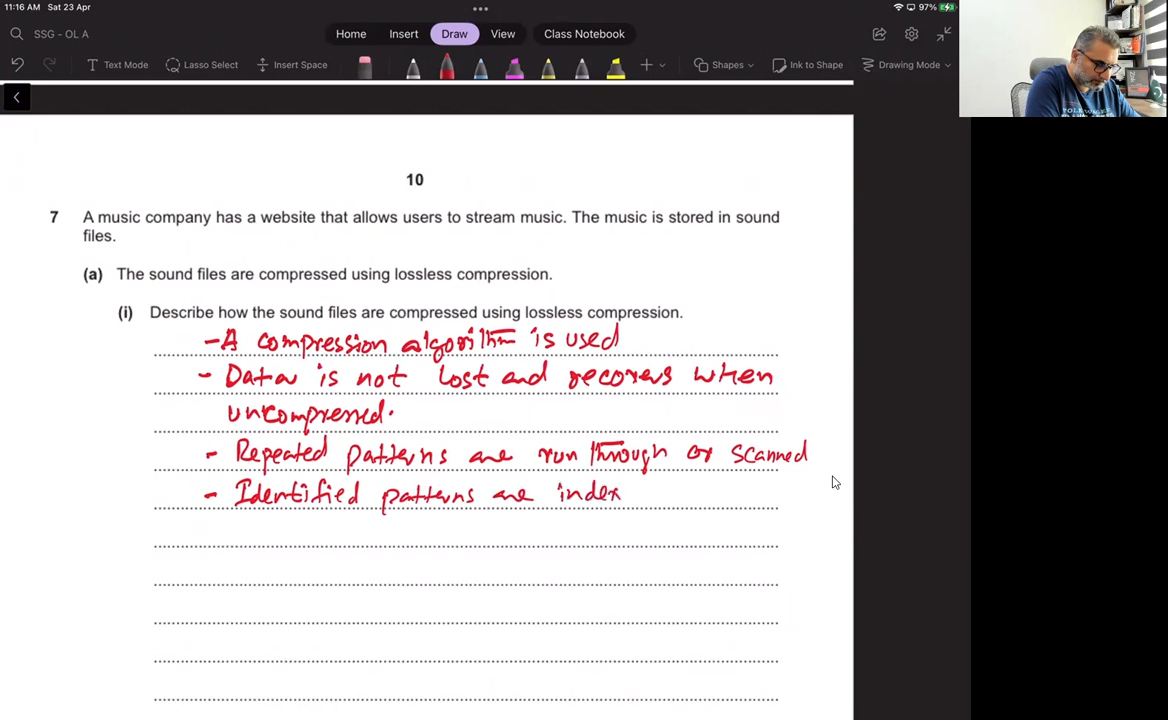 11:16 AM Sat 23 Apr
97%
SSG - OL A
Home Insert Draw View Class Notebook
Text Mode Lasso Select Insert Space Shapes Ink to Shape Drawing Mode
10
7 A music company has a website that allows users to stream music. The music is stored in sound
files.
(a) The sound files are compressed using lossless compression.
(i) Describe how the sound files are compressed using lossless compression.
- A compression algorithm is used
- Data is not lost and recovers when
uncompressed.
- Repeated patterns are run through or scanned
- Identified patterns are index